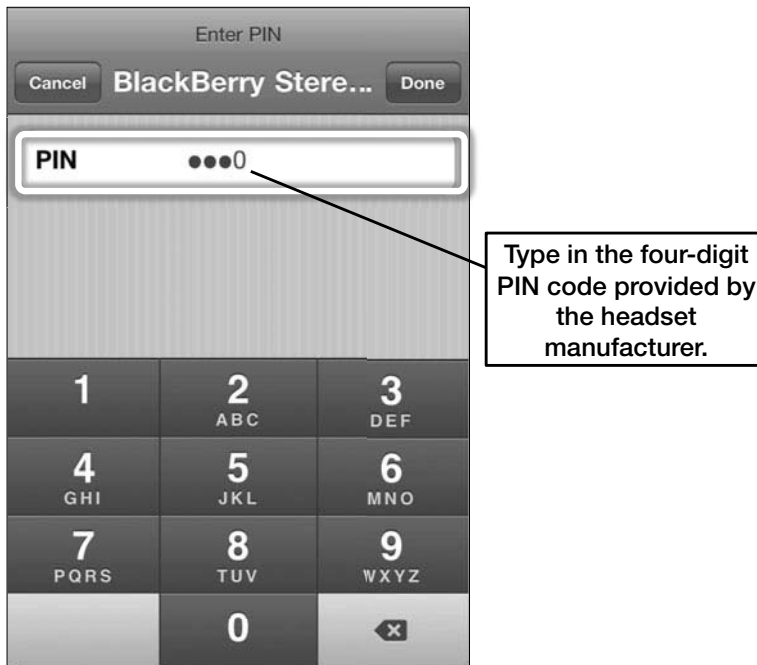 Enter PIN
Cancel BlackBerry Stere... Done
PIN ●●●0
Type in the four-digit
PIN code provided by
the headset
manufacturer.
1 2 3
ABC DEF
4 5 6
GHI JKL MNO
7 8 9
PQRS TUV WXYZ
0